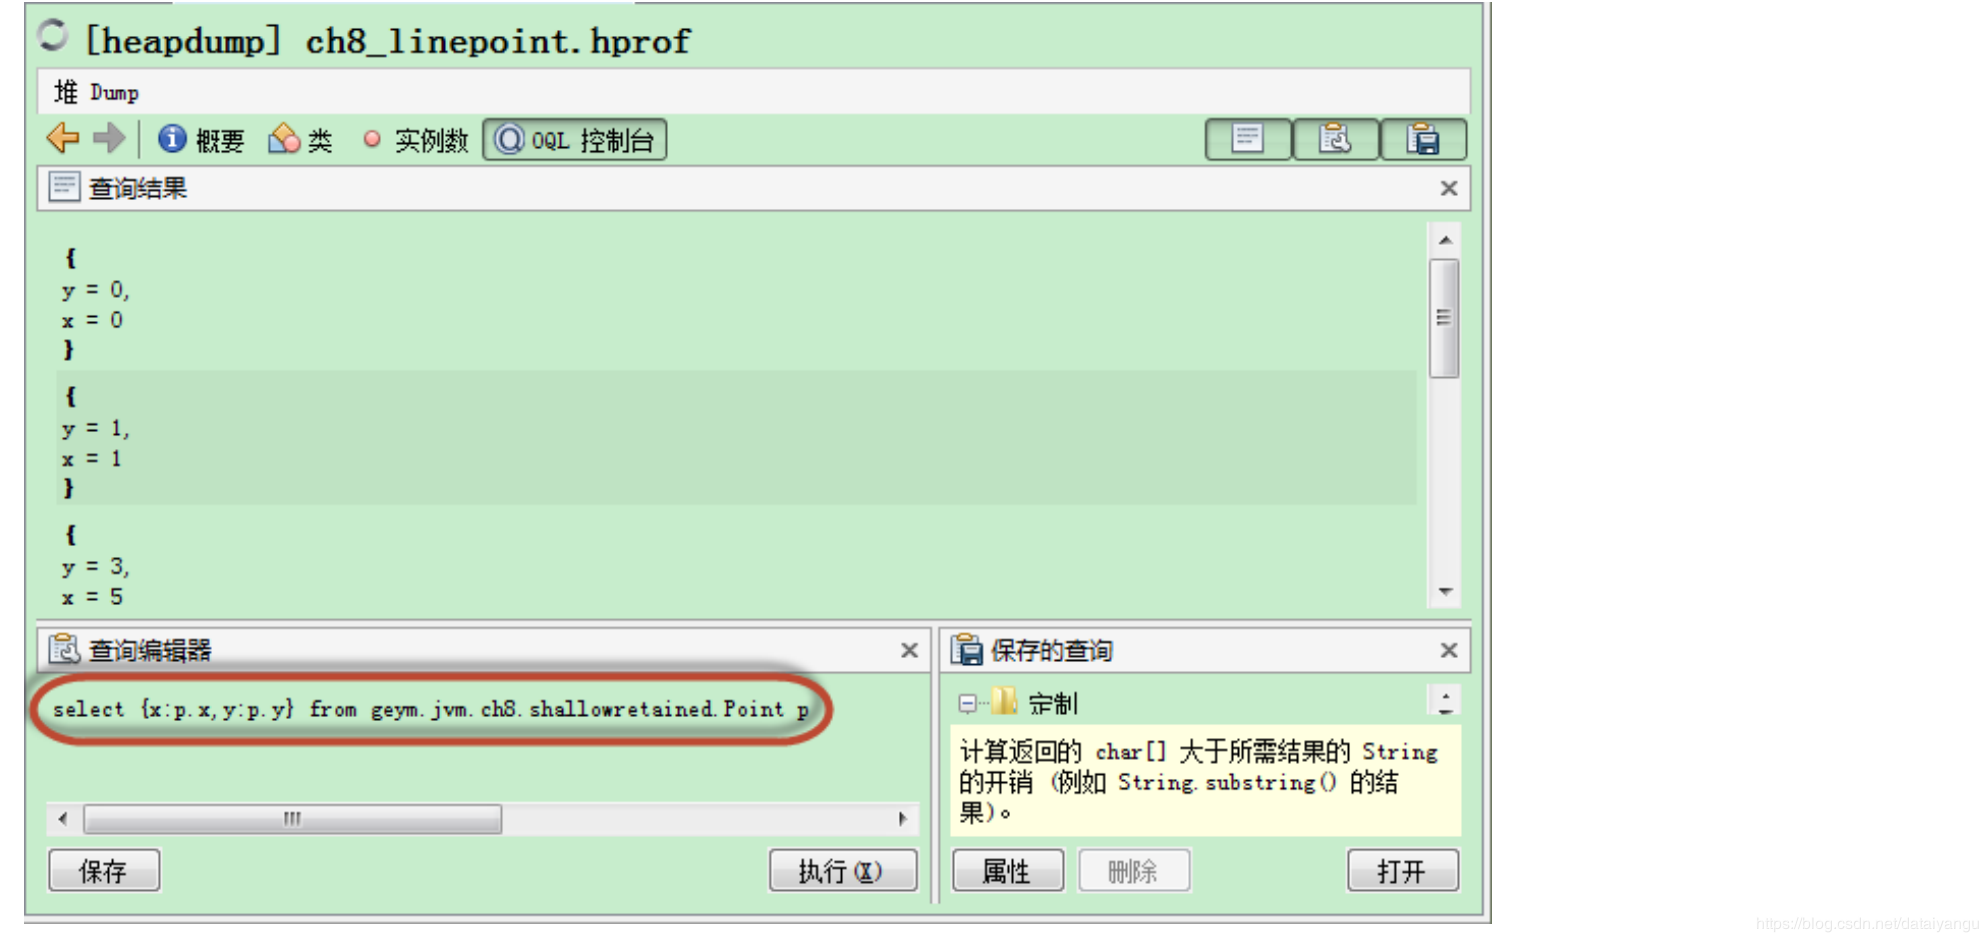 [heapdump] ch8_linepoint.hprof
堆 Dump
概要 类 实例数 OQL 控制台
查询结果
{
y = 0,
x = 0
}
{
y = 1,
x = 1
}
{
y = 3,
x = 5
查询编辑器
select {x:p.x,y:p.y} from geym.jvm.ch8.shallowretained.Point p
保存
执行(X)
保存的查询
定制
计算返回的 char[] 大于所需结果的 String
的开销 (例如 String.substring() 的结
果)。
属性 删除 打开
https://blog.csdn.net/dataiyangu